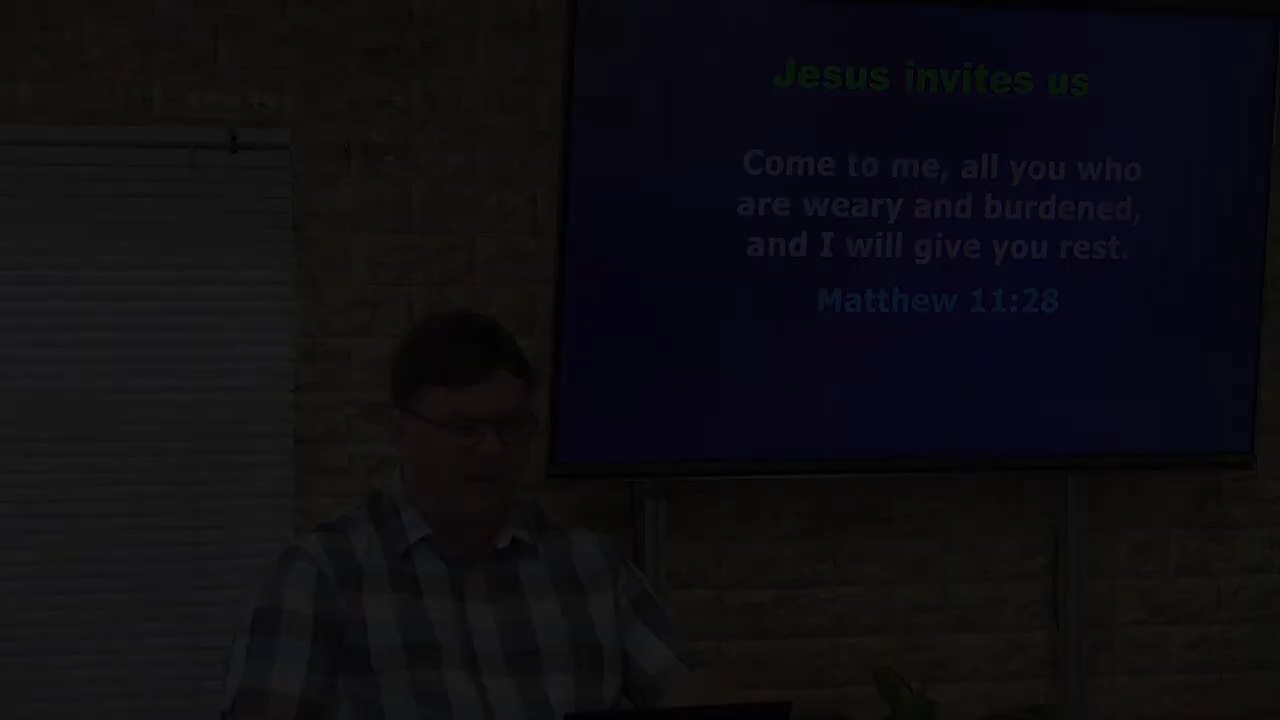 Jesus invites us
Come to me, all you who
are weary and burdened,
and I will give you rest.
Matthew 11:28